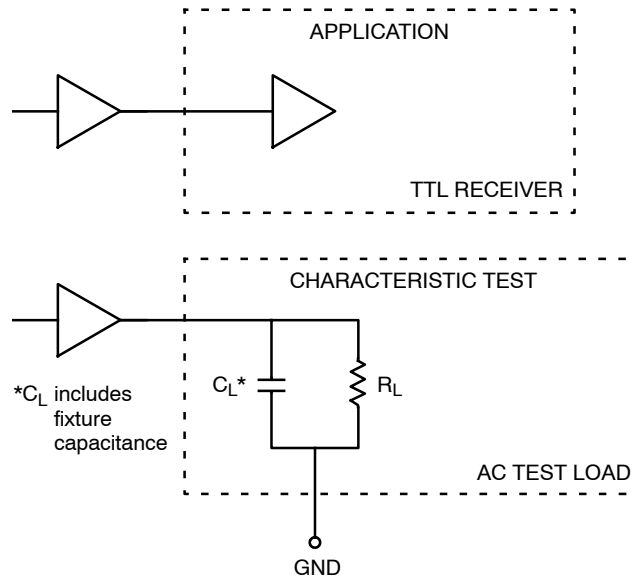 APPLICATION
TTL RECEIVER
CHARACTERISTIC TEST
*CL includes
fixture
capacitance
CL*
RL
AC TEST LOAD
GND